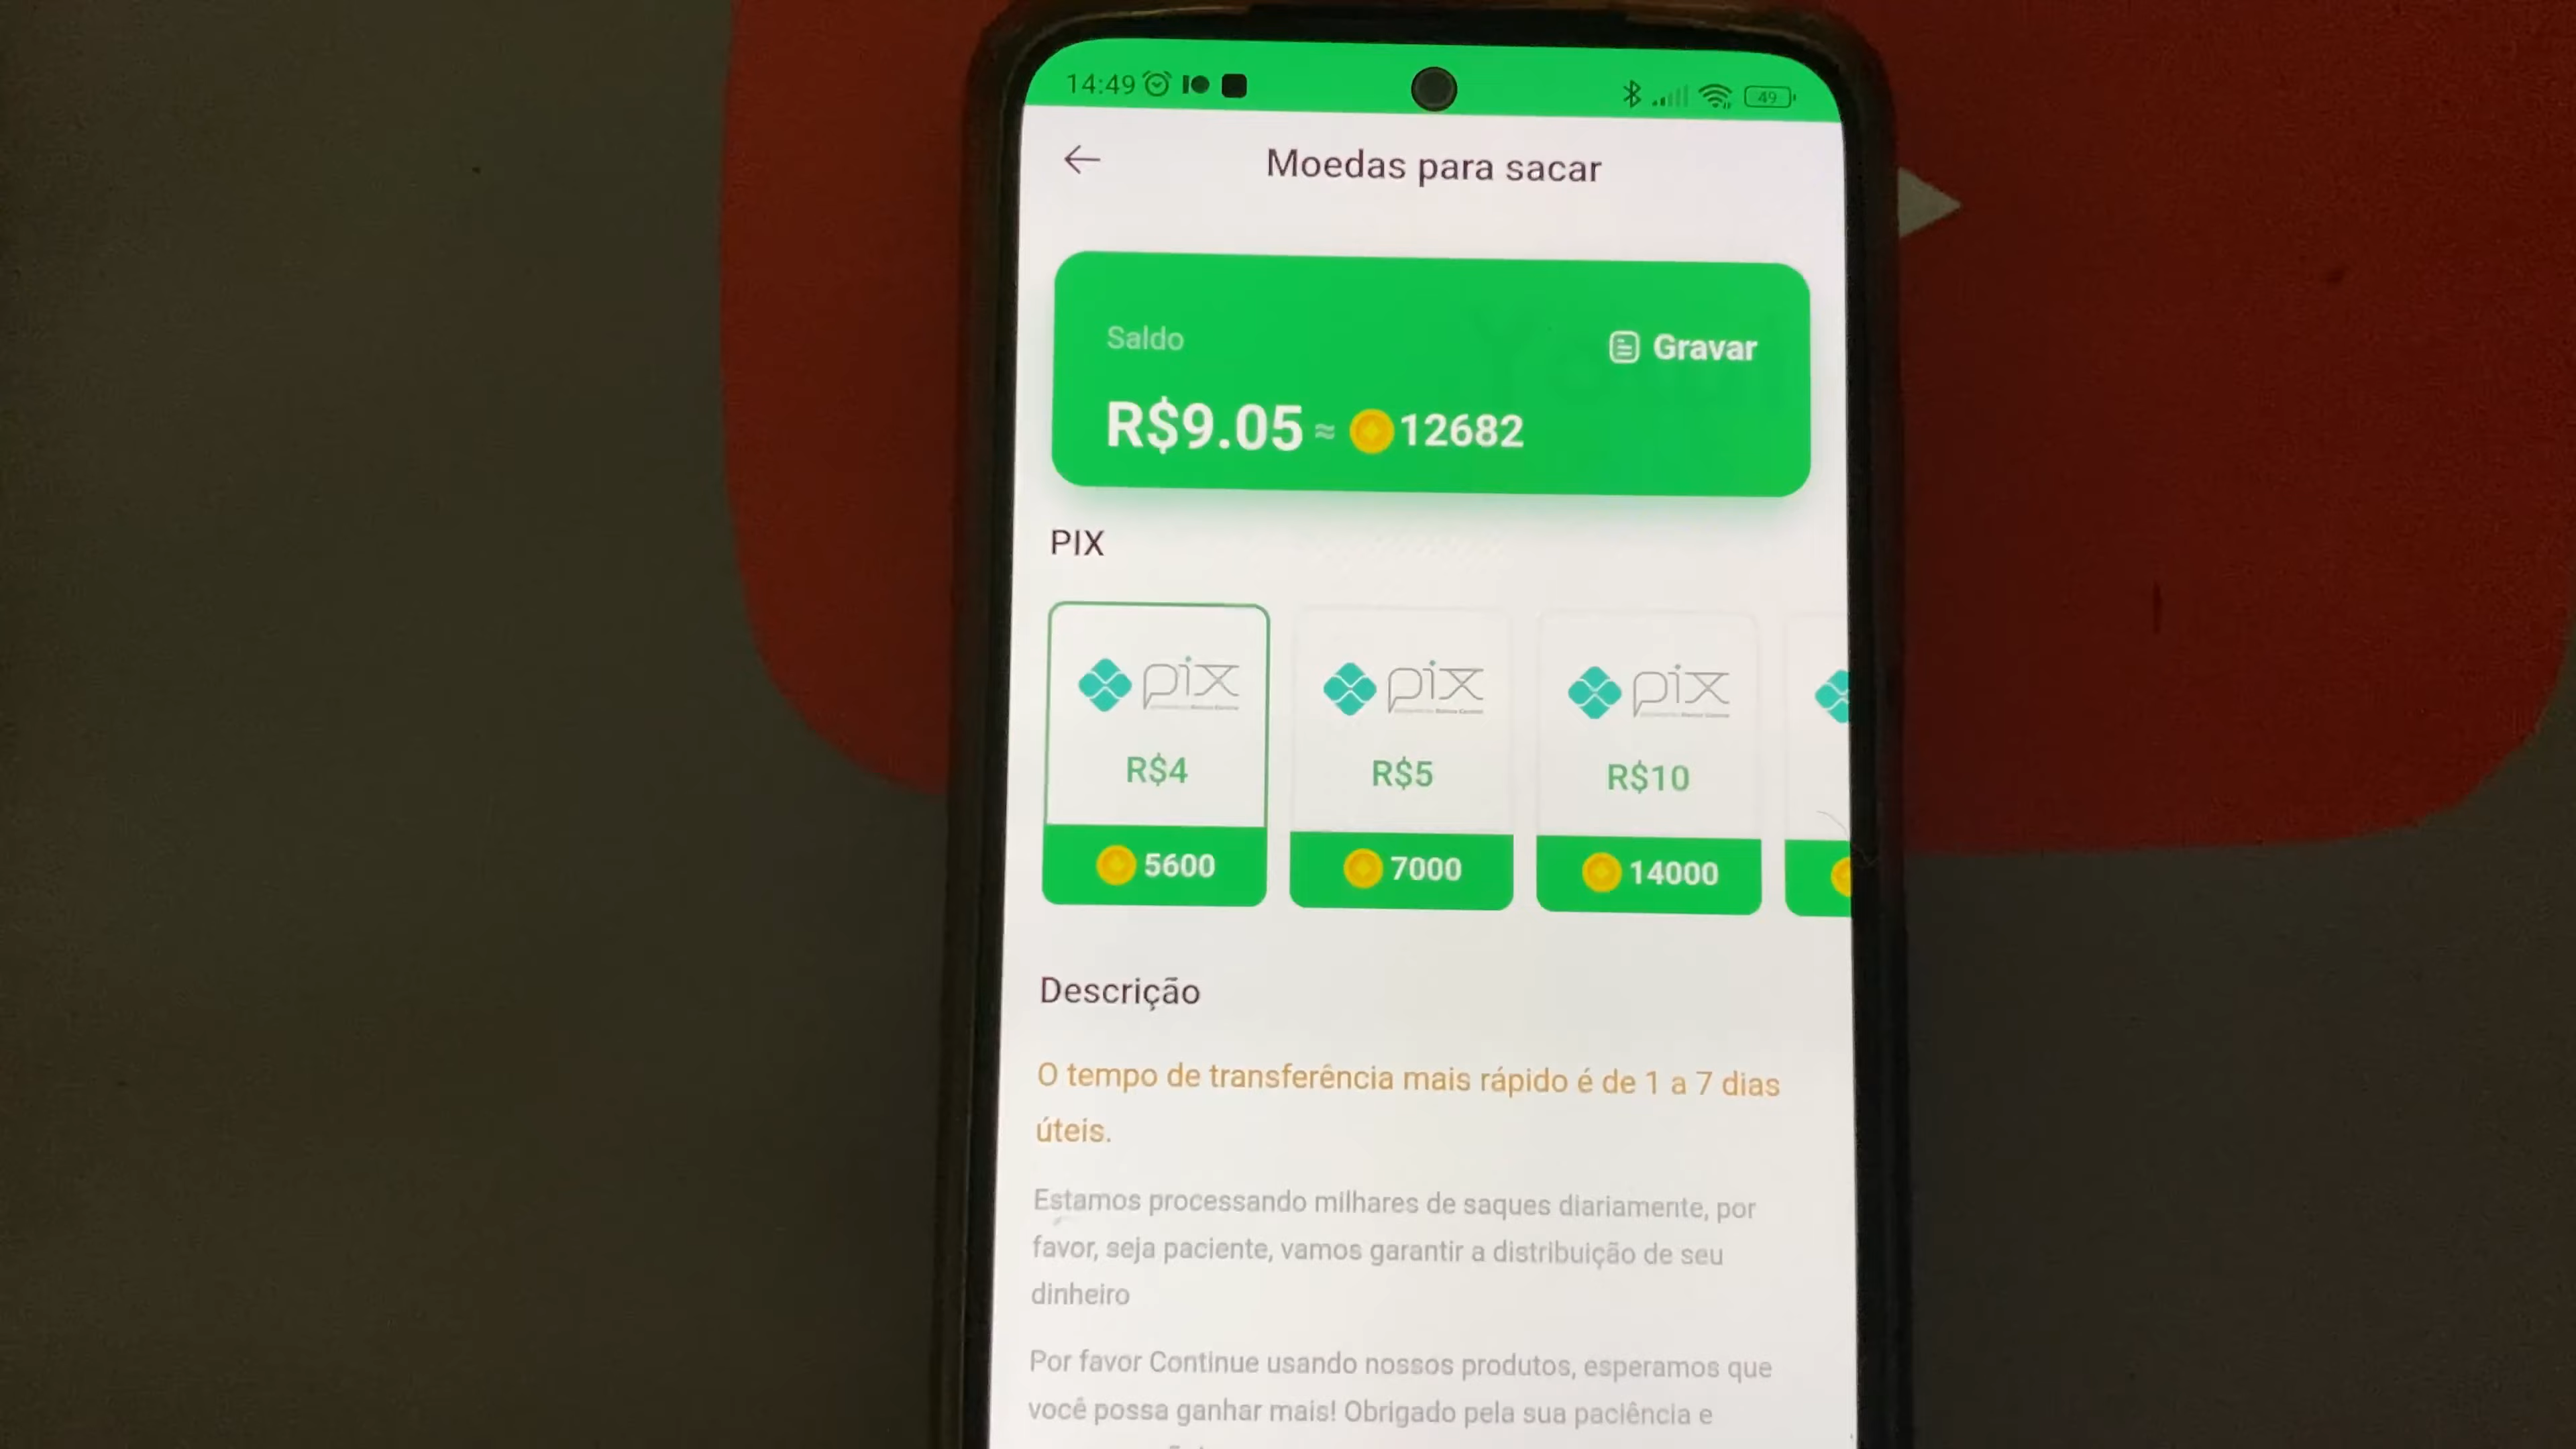 14:49
49
Moedas para sacar
Saldo
Gravar
R$9.05 ≈ 12682
PIX
pix pix pix
R$4 R$5 R$10
5600 7000 14000
Descrição
O tempo de transferência mais rápido é de 1 a 7 dias
úteis.
Estamos processando milhares de saques diariamente, por
favor, seja paciente, vamos garantir a distribuição de seu
dinheiro
Por favor Continue usando nossos produtos, esperamos que
você possa ganhar mais! Obrigado pela sua paciência e